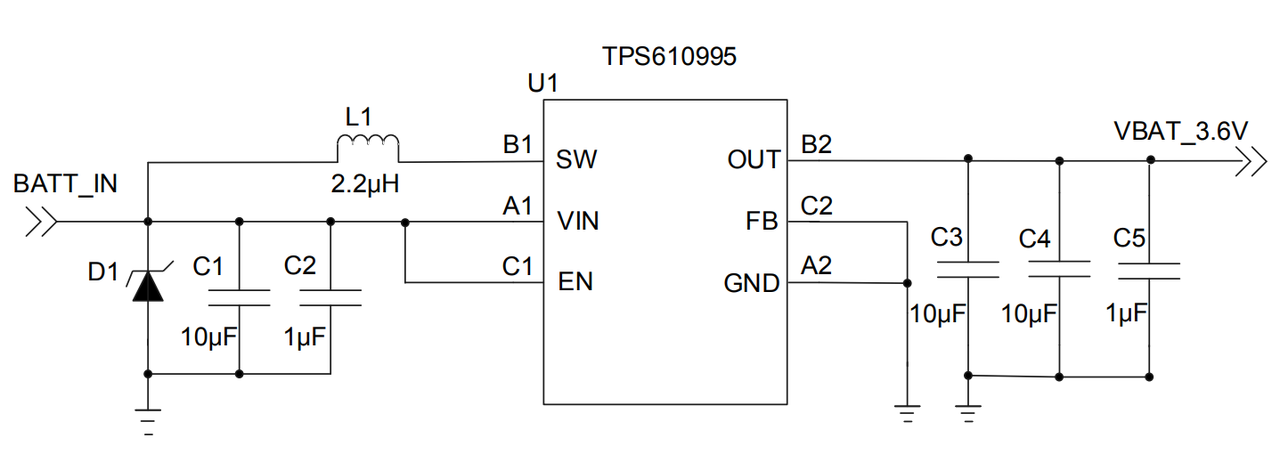 TPS610995
U1
L1
2.2µH
BATT_IN
D1
C1
10µF
C2
1µF
B1
SW
A1
VIN
C1
EN
OUT
B2
FB
C2
GND
A2
VBAT_3.6V
C3
10µF
C4
10µF
C5
1µF